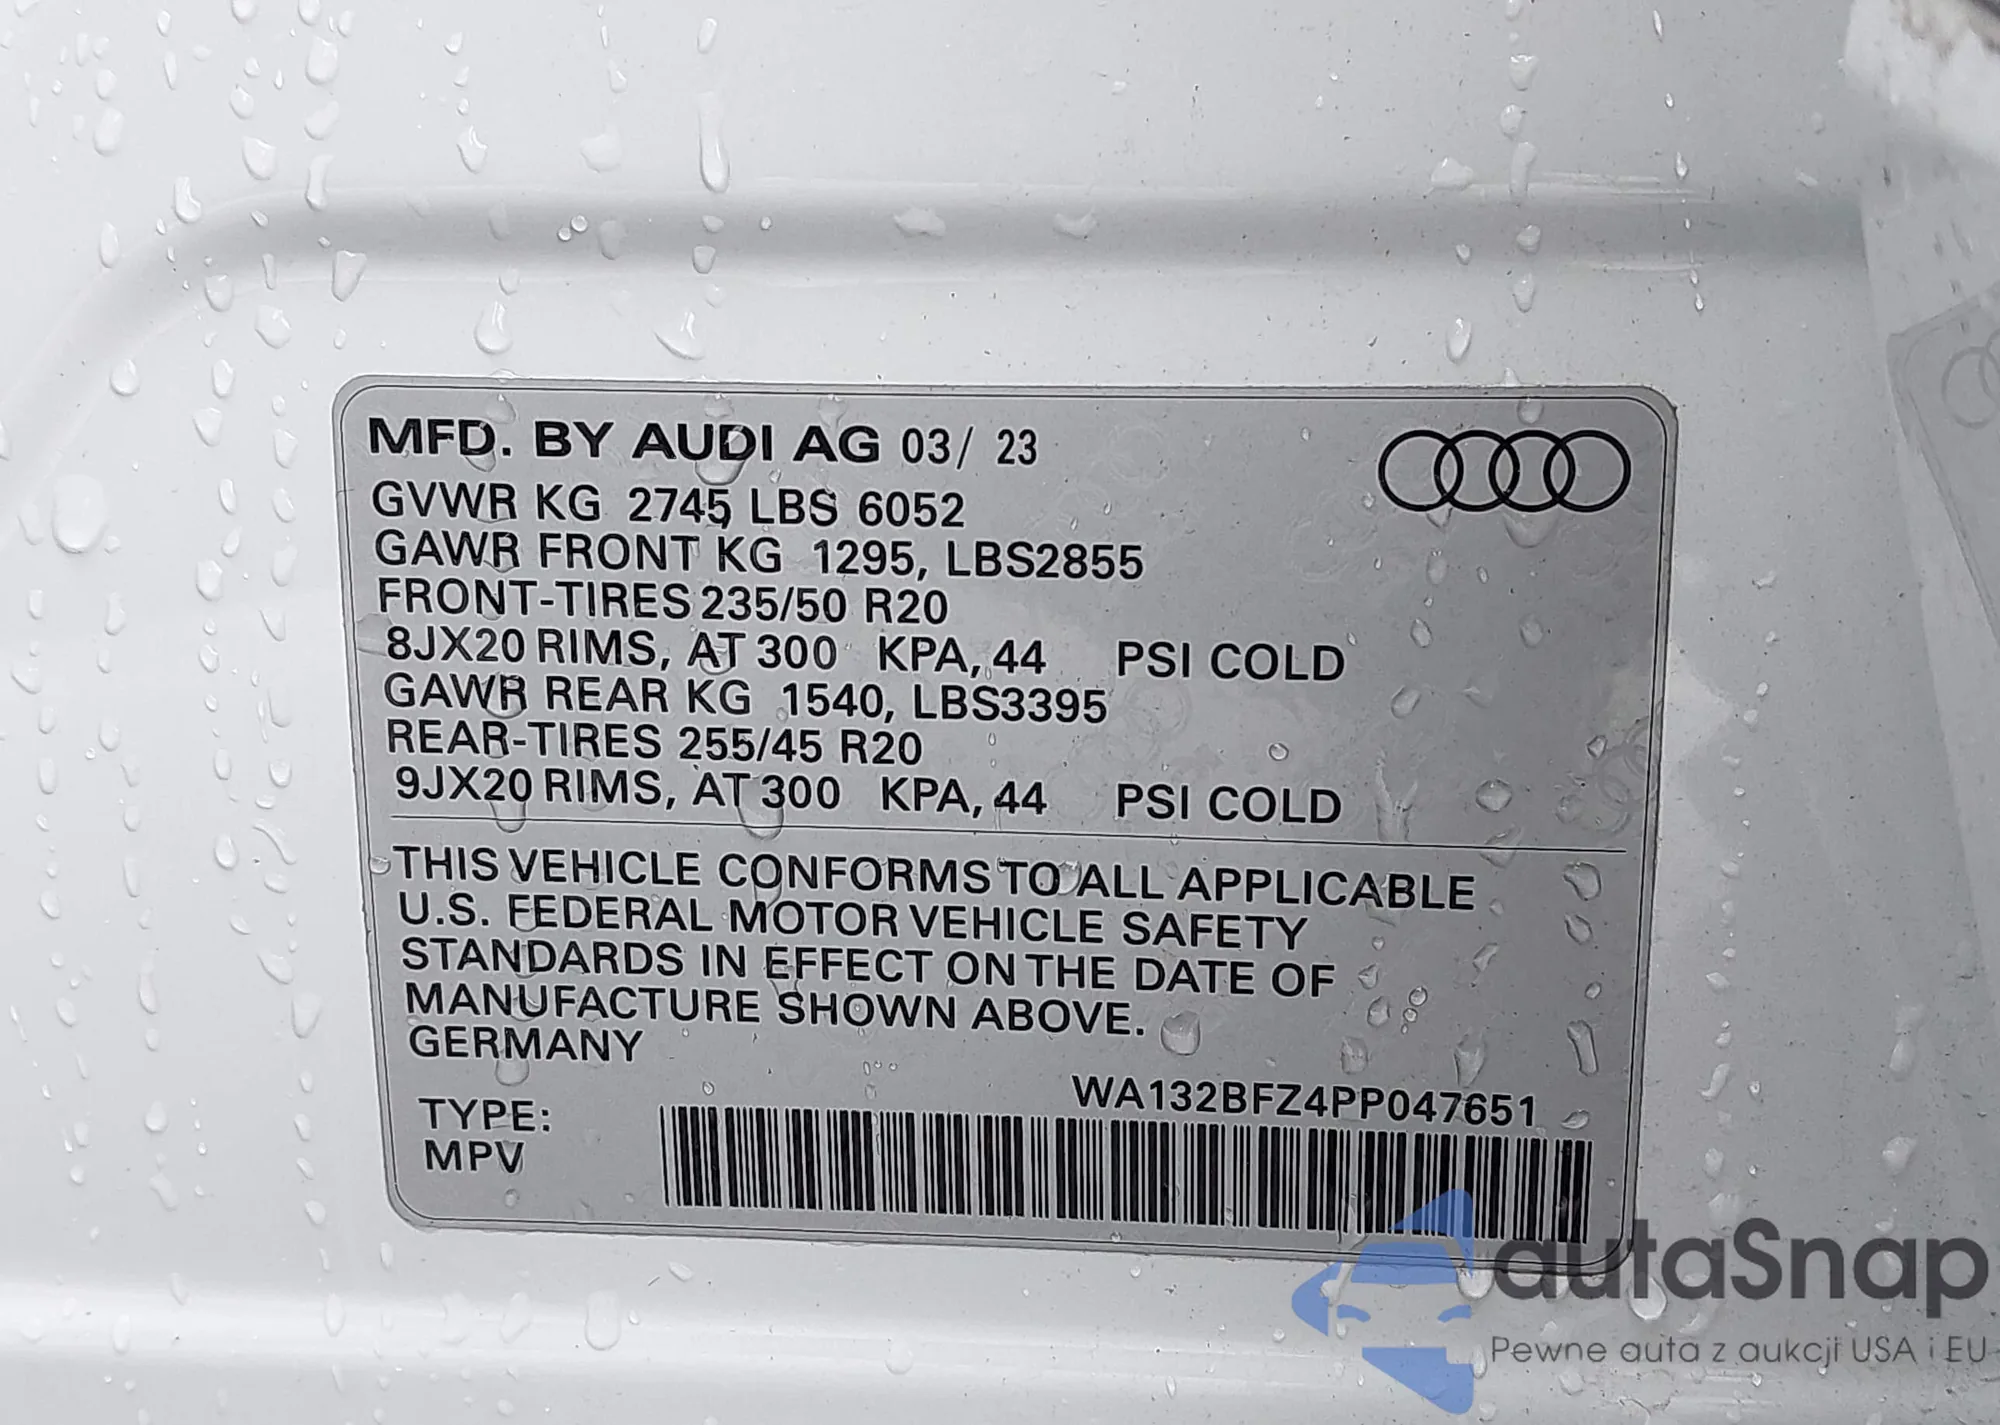 MFD. BY AUDI AG 03/ 23
GVWR KG 2745 LBS 6052
GAWR FRONT KG 1295, LBS2855
FRONT-TIRES 235/50 R20
8JX20 RIMS, AT 300 KPA, 44 PSI COLD
GAWR REAR KG 1540, LBS3395
REAR-TIRES 255/45 R20
9JX20 RIMS, AT 300 KPA, 44 PSI COLD
THIS VEHICLE CONFORMS TO ALL APPLICABLE
U.S. FEDERAL MOTOR VEHICLE SAFETY
STANDARDS IN EFFECT ON THE DATE OF
MANUFACTURE SHOWN ABOVE.
GERMANY
WA132BFZ4PP047651
TYPE:
MPV
autaSnap
Pewne auta z aukcji USA i EU